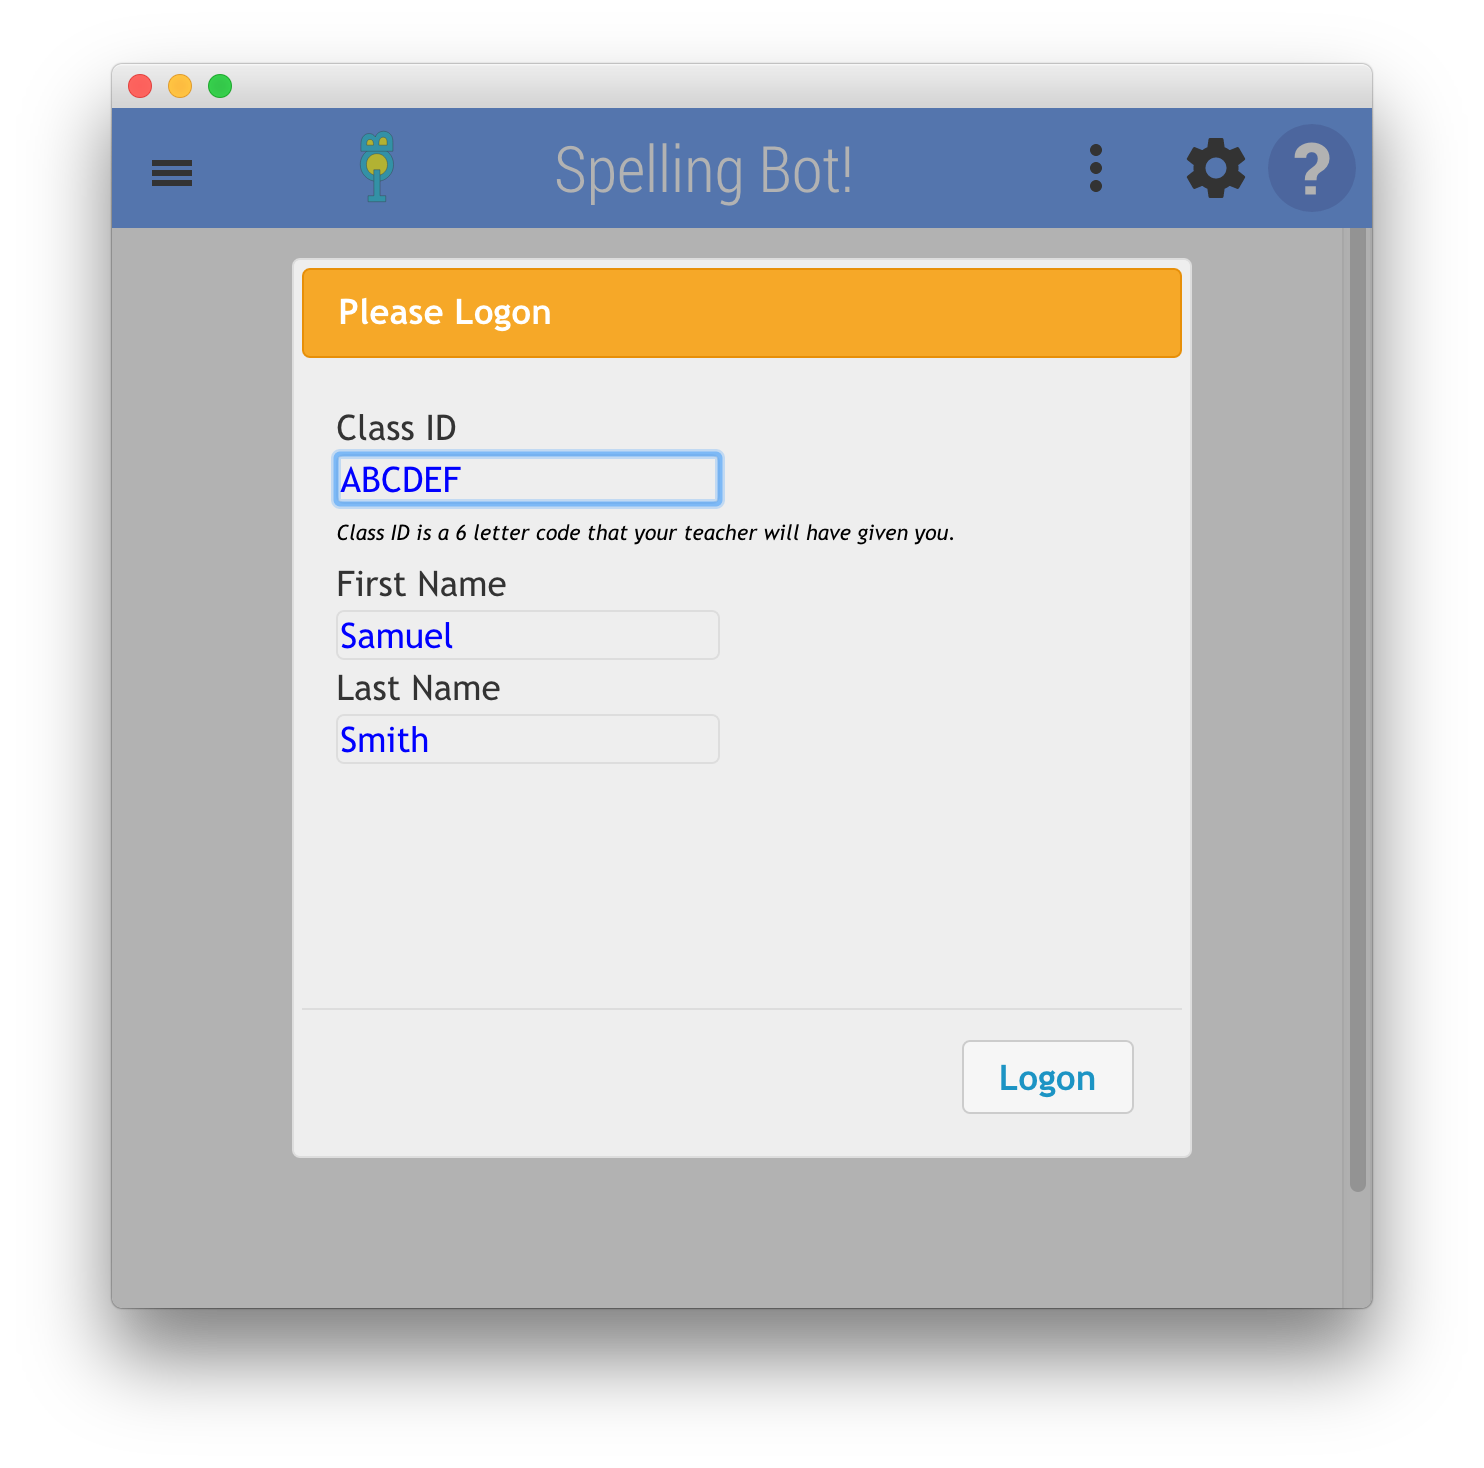 Spelling Bot!
?
Please Logon
Class ID
ABCDEF
Class ID is a 6 letter code that your teacher will have given you.
First Name
Samuel
Last Name
Smith
Logon